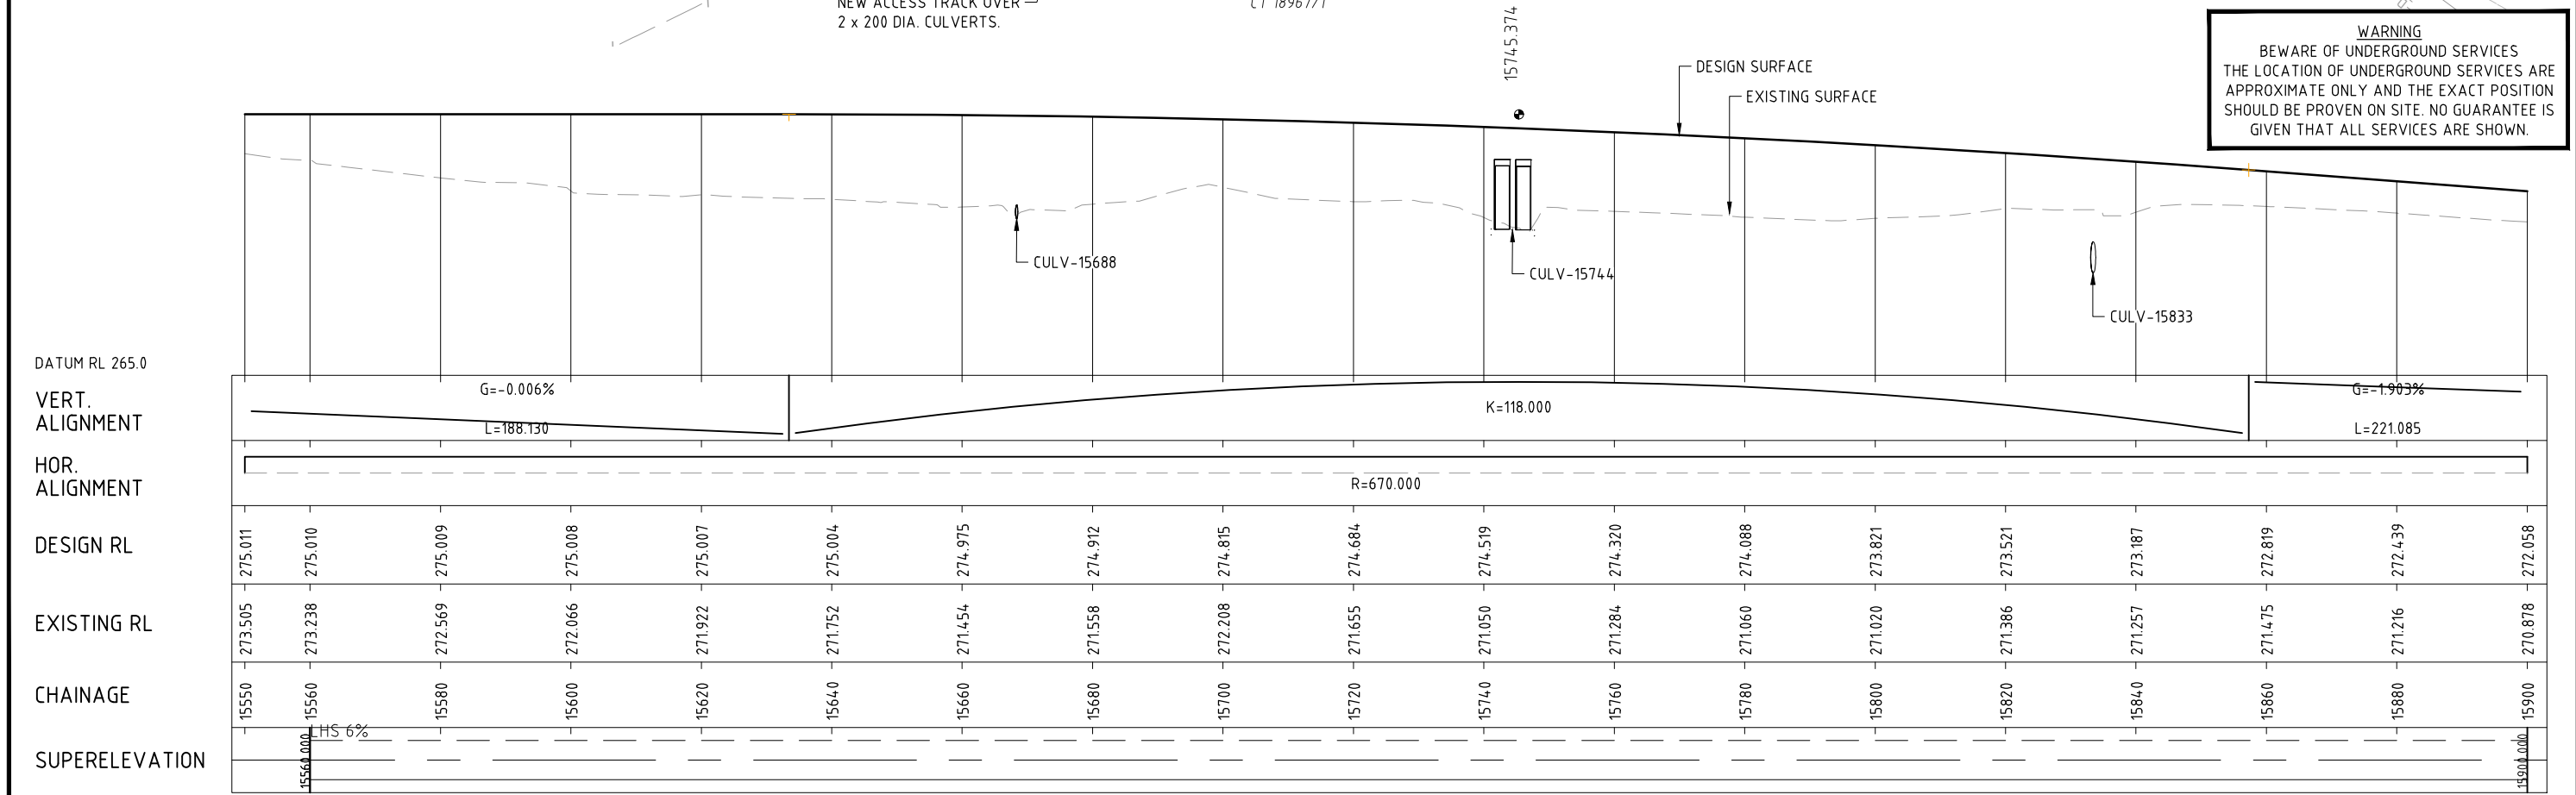 NEW ACCESS TRACK OVER
2 x 200 DIA. CULVERTS.
CT 189677/1
15745.374
WARNING
BEWARE OF UNDERGROUND SERVICES
THE LOCATION OF UNDERGROUND SERVICES ARE
APPROXIMATE ONLY AND THE EXACT POSITION
SHOULD BE PROVEN ON SITE. NO GUARANTEE IS
GIVEN THAT ALL SERVICES ARE SHOWN.
DESIGN SURFACE
EXISTING SURFACE
CULV-15688
CULV-15744
CULV-15833
DATUM RL 265.0
VERT.
ALIGNMENT
G=-0.006%
L=188.130
K=118.000
G=-1.903%
L=221.085
HOR.
ALIGNMENT
R=670.000
DESIGN RL
275.011 275.010 275.009 275.008 275.007 275.004 274.975 274.912 274.815 274.684 274.519 274.320 274.088 273.821 273.521 273.187 272.819 272.439 272.058
EXISTING RL
273.505 273.238 272.569 272.066 271.922 271.752 271.454 271.558 272.208 271.655 271.050 271.284 271.060 271.020 271.386 271.257 271.475 271.216 270.878
CHAINAGE
15550 15560 15580 15600 15620 15640 15660 15680 15700 15720 15740 15760 15780 15800 15820 15840 15860 15880 15900
SUPERELEVATION
LHS 6%
15560.000
15900.000